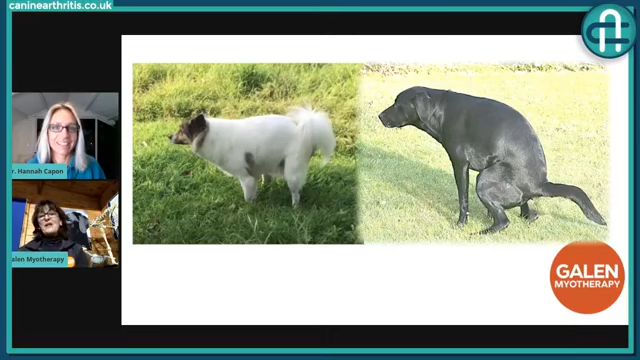 caninearthritis.co.uk
r. Hannah Capon
alen Myotherapy
GALEN
MYOTHERAPY